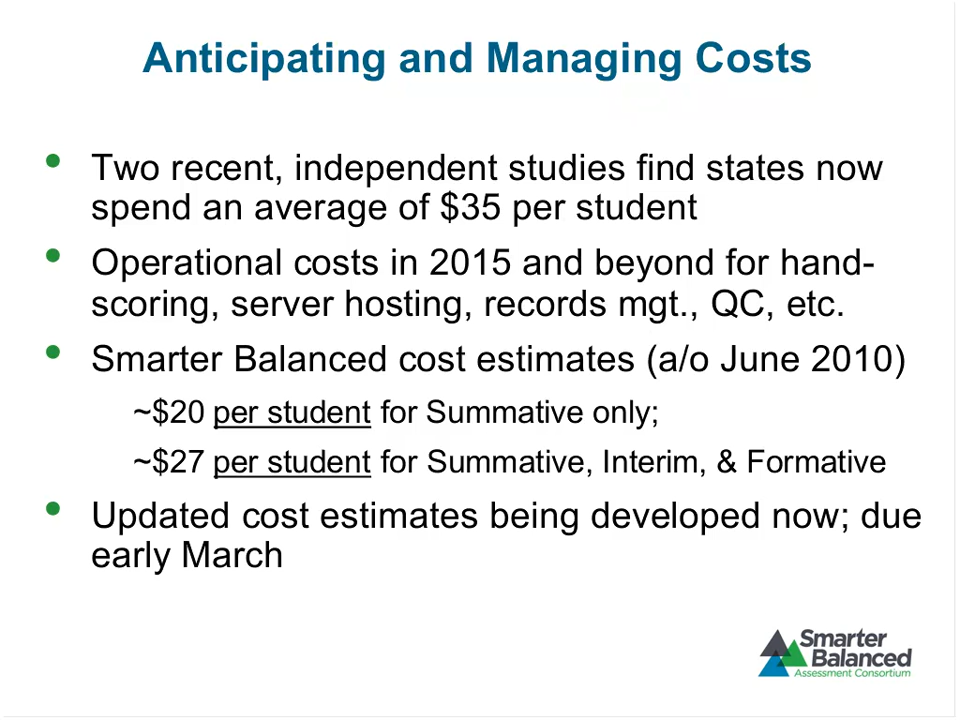 Anticipating and Managing Costs
• Two recent, independent studies find states now
spend an average of $35 per student
• Operational costs in 2015 and beyond for hand-
scoring, server hosting, records mgt., QC, etc.
• Smarter Balanced cost estimates (a/o June 2010)
~$20 per student for Summative only;
~$27 per student for Summative, Interim, & Formative
• Updated cost estimates being developed now; due
early March
Smarter
Balanced
Assessment Consortium